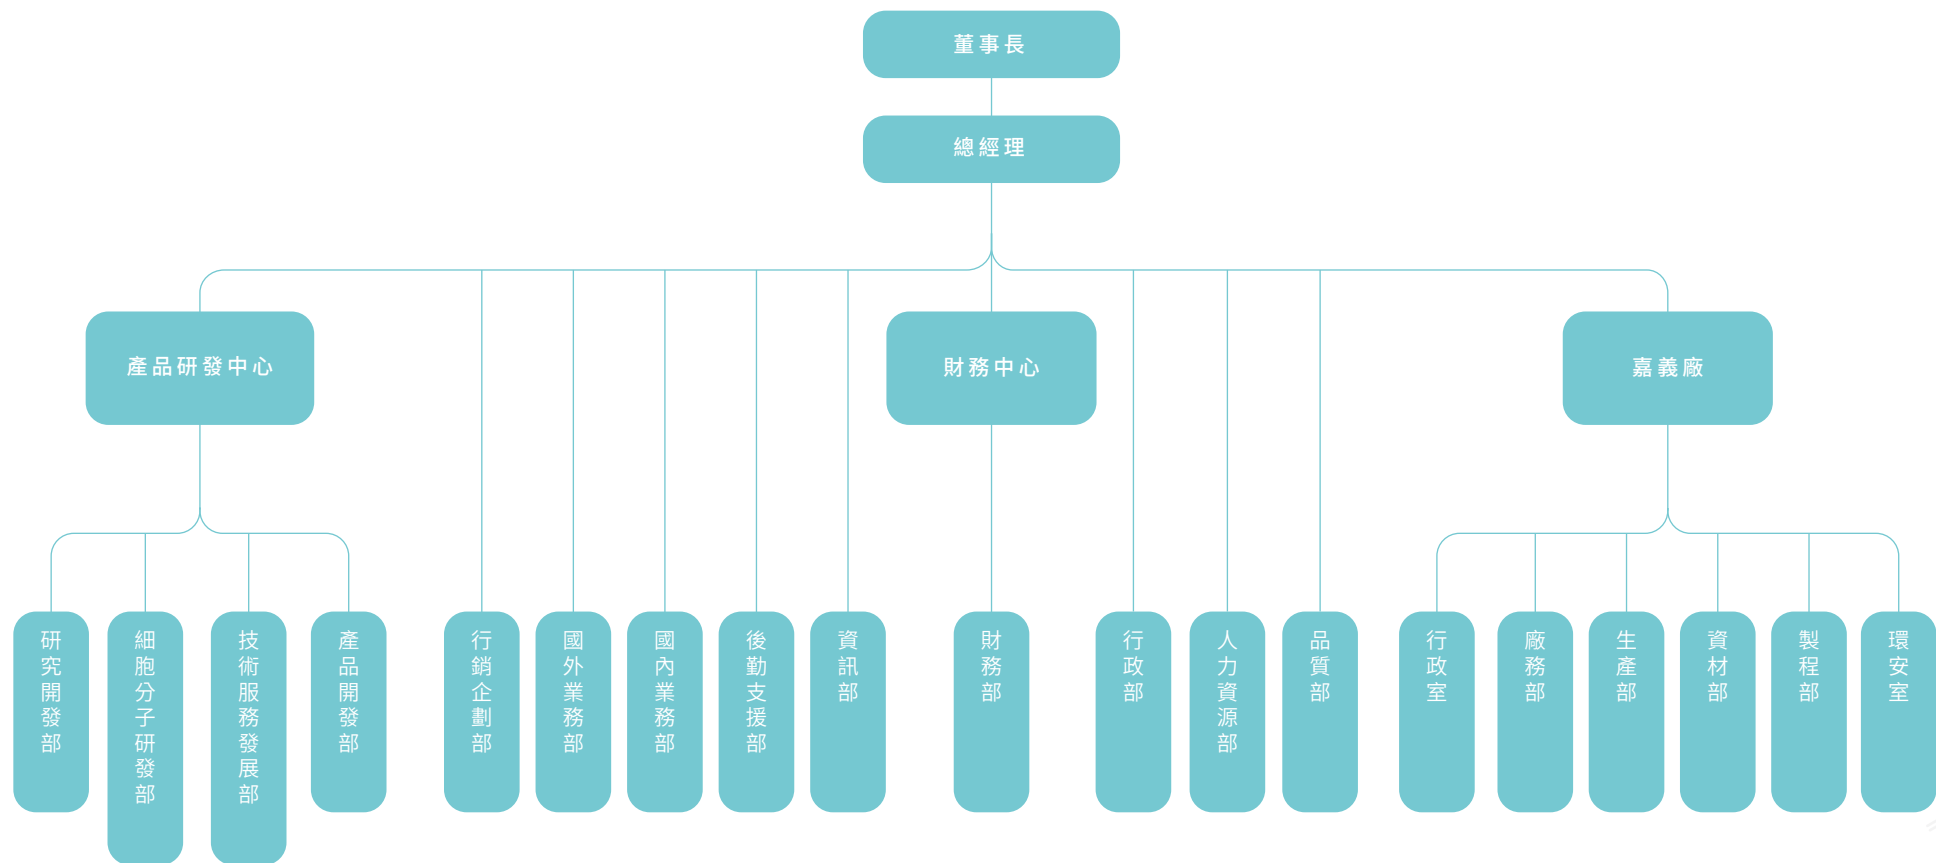 董事長
總經理
產品研發中心
財務中心
嘉義廠
研究開發部
細胞分子研發部
技術服務發展部
產品開發部
行銷企劃部
國外業務部
國內業務部
後勤支援部
資訊部
財務部
行政部
人力資源部
品質部
行政室
廠務部
生產部
資材部
製程部
環安室